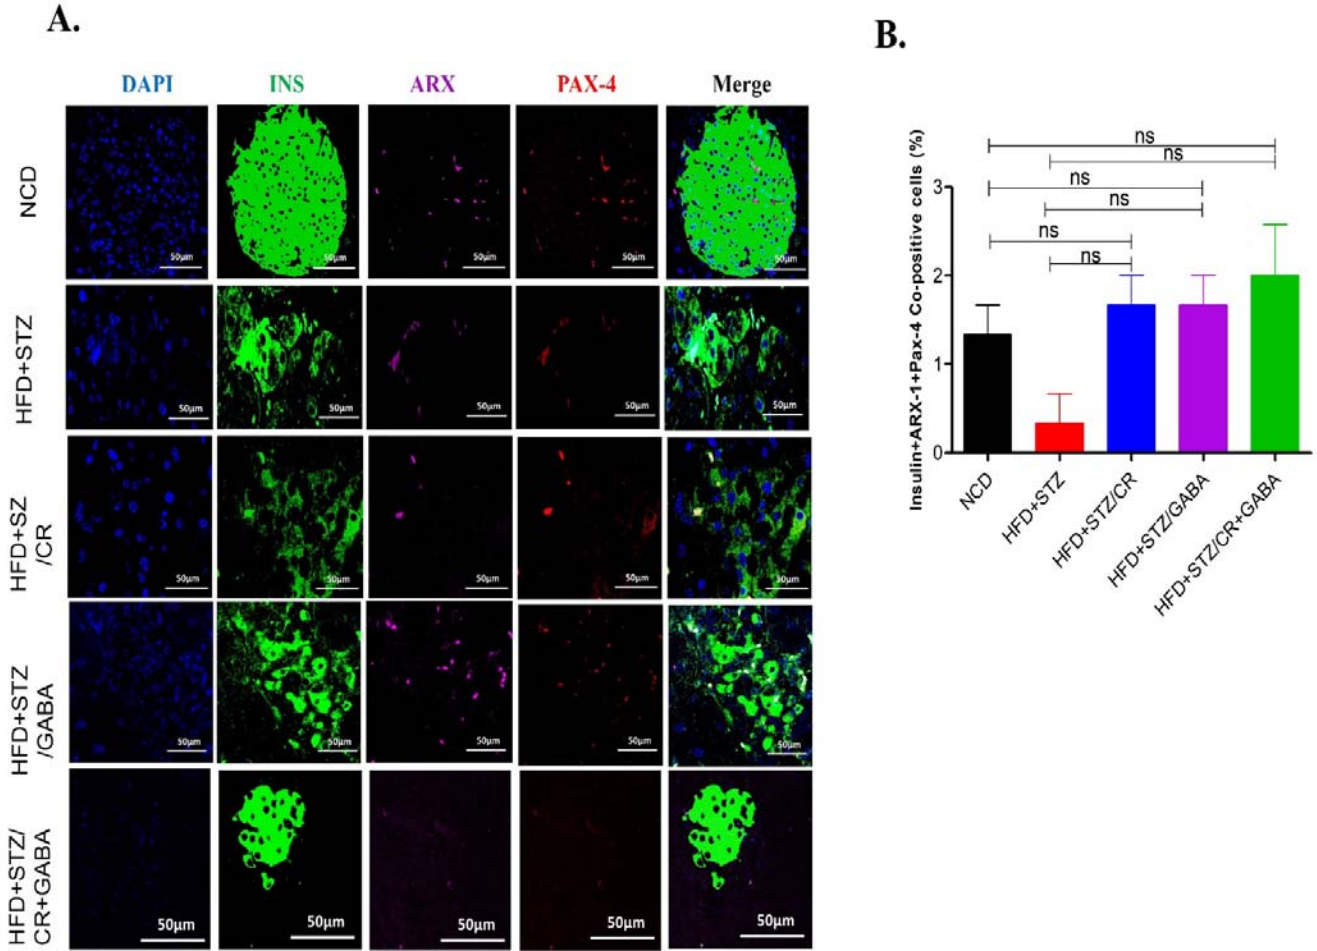 A.
DAPI INS ARX PAX-4 Merge
NCD
50µm 50µm 50µm 50µm 50µm
HFD+STZ
50µm 50µm 50µm 50µm 50µm
HFD+SZ
/CR
50µm 50µm 50µm 50µm 50µm
HFD+STZ
/GABA
50µm 50µm 50µm 50µm 50µm
HFD+STZ/
CR+GABA
50µm 50µm 50µm 50µm 50µm
B.
Insulin+ARX-1+Pax-4 Co-positive cells (%)
ns
ns
ns
ns
ns
ns
3
2
1
0
NCD
HFD+STZ
HFD+STZ/CR
HFD+STZ/GABA
HFD+STZ/CR+GABA